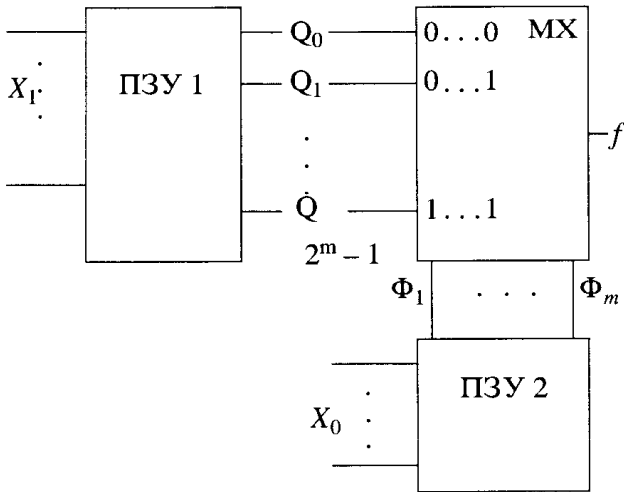 Q₀ 0...0 MX
X₁ ПЗУ 1 Q₁ 0...1
f
Q 1...1
2ᵐ – 1
Φ₁ . . . Φₘ
ПЗУ 2
X₀